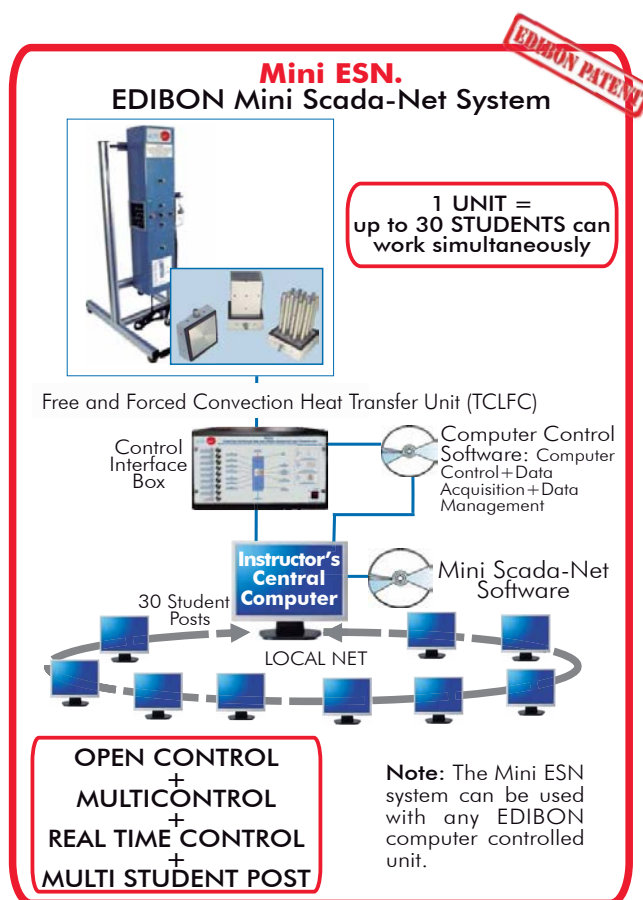 EDIBON PATENT
Mini ESN.
EDIBON Mini Scada-Net System
1 UNIT =
up to 30 STUDENTS can
work simultaneously
Free and Forced Convection Heat Transfer Unit (TCLFC)
Control
Interface
Box
Computer Control
Software: Computer
Control+Data
Acquisition+Data
Management
Instructor's
Central
Computer
Mini Scada-Net
Software
30 Student
Posts
LOCAL NET
OPEN CONTROL
+
MULTICONTROL
+
REAL TIME CONTROL
+
MULTI STUDENT POST
Note: The Mini ESN
system can be used
with any EDIBON
computer controlled
unit.